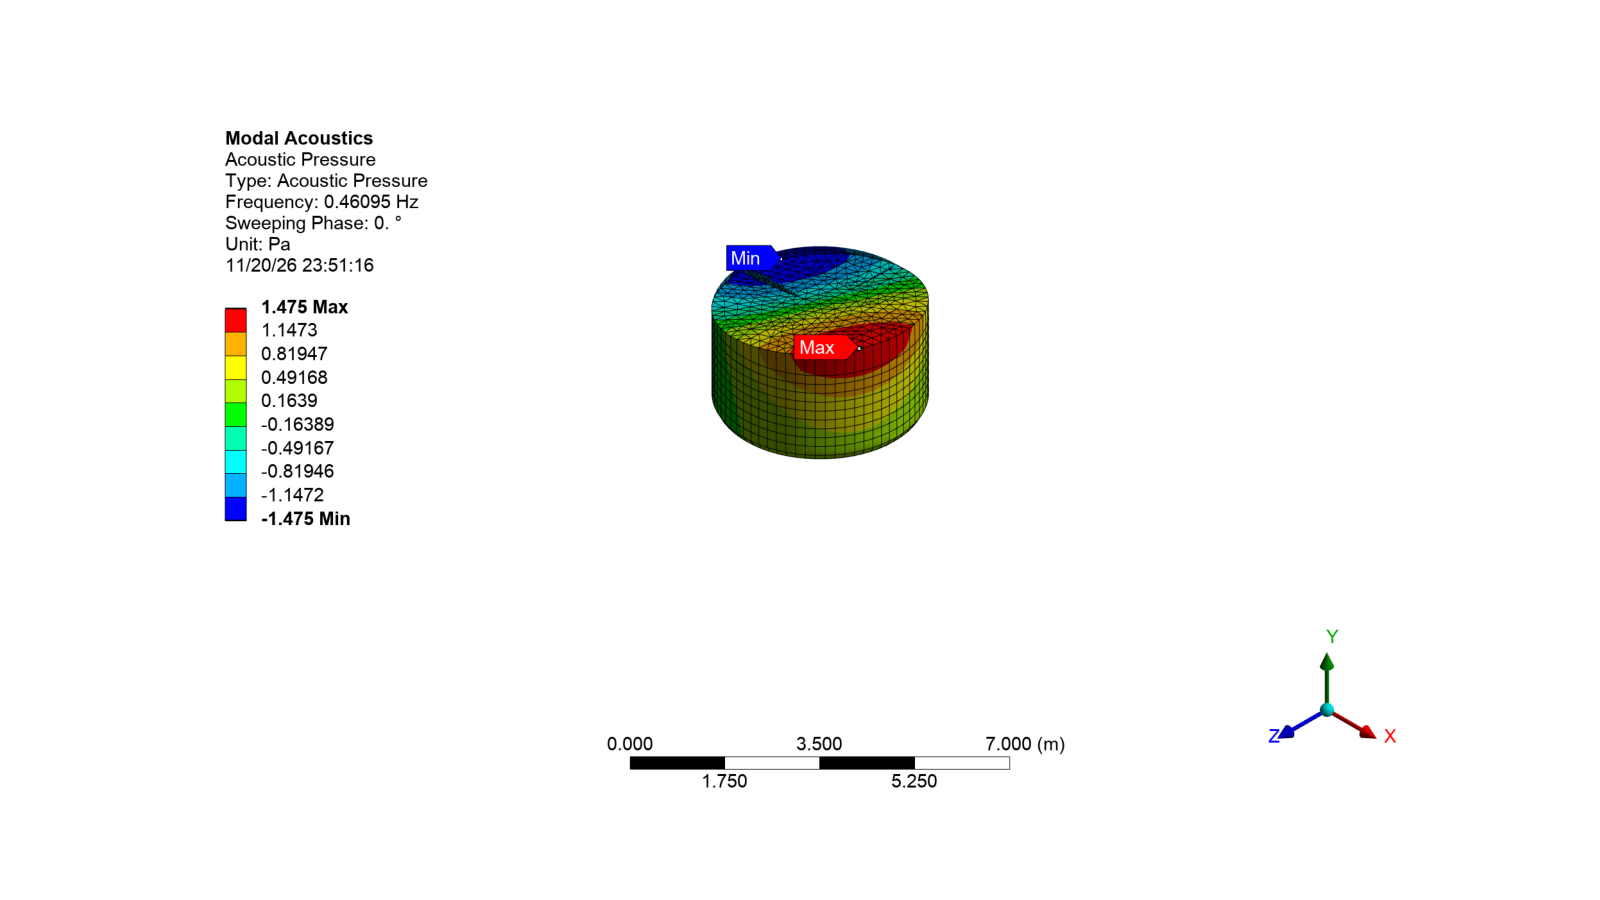 Modal Acoustics
Acoustic Pressure
Type: Acoustic Pressure
Frequency: 0.46095 Hz
Sweeping Phase: 0. °
Unit: Pa
11/20/26 23:51:16
1.475 Max
1.1473
0.81947
0.49168
0.1639
-0.16389
-0.49167
-0.81946
-1.1472
-1.475 Min
Min
Max
0.000 3.500 7.000 (m)
1.750 5.250
Y
Z X